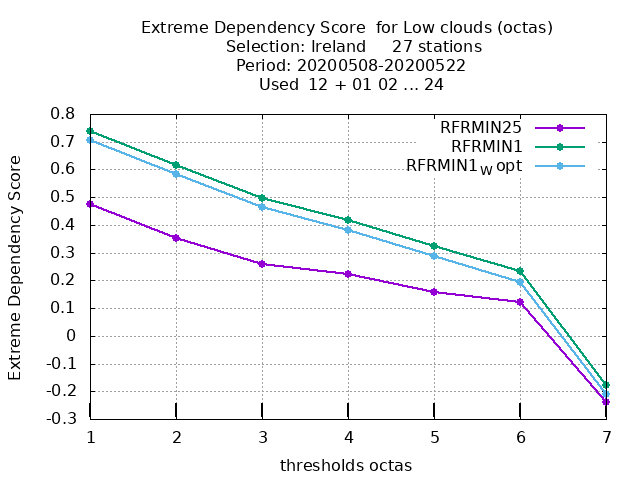 Extreme Dependency Score  for Low clouds (octas)
Selection: Ireland     27 stations
Period: 20200508-20200522
Used  12 + 01 02 ... 24
Extreme Dependency Score
0.8
0.7
0.6
0.5
0.4
0.3
0.2
0.1
0
-0.1
-0.2
-0.3
RFRMIN25
RFRMIN1
RFRMIN1w opt
1 2 3 4 5 6 7
thresholds octas